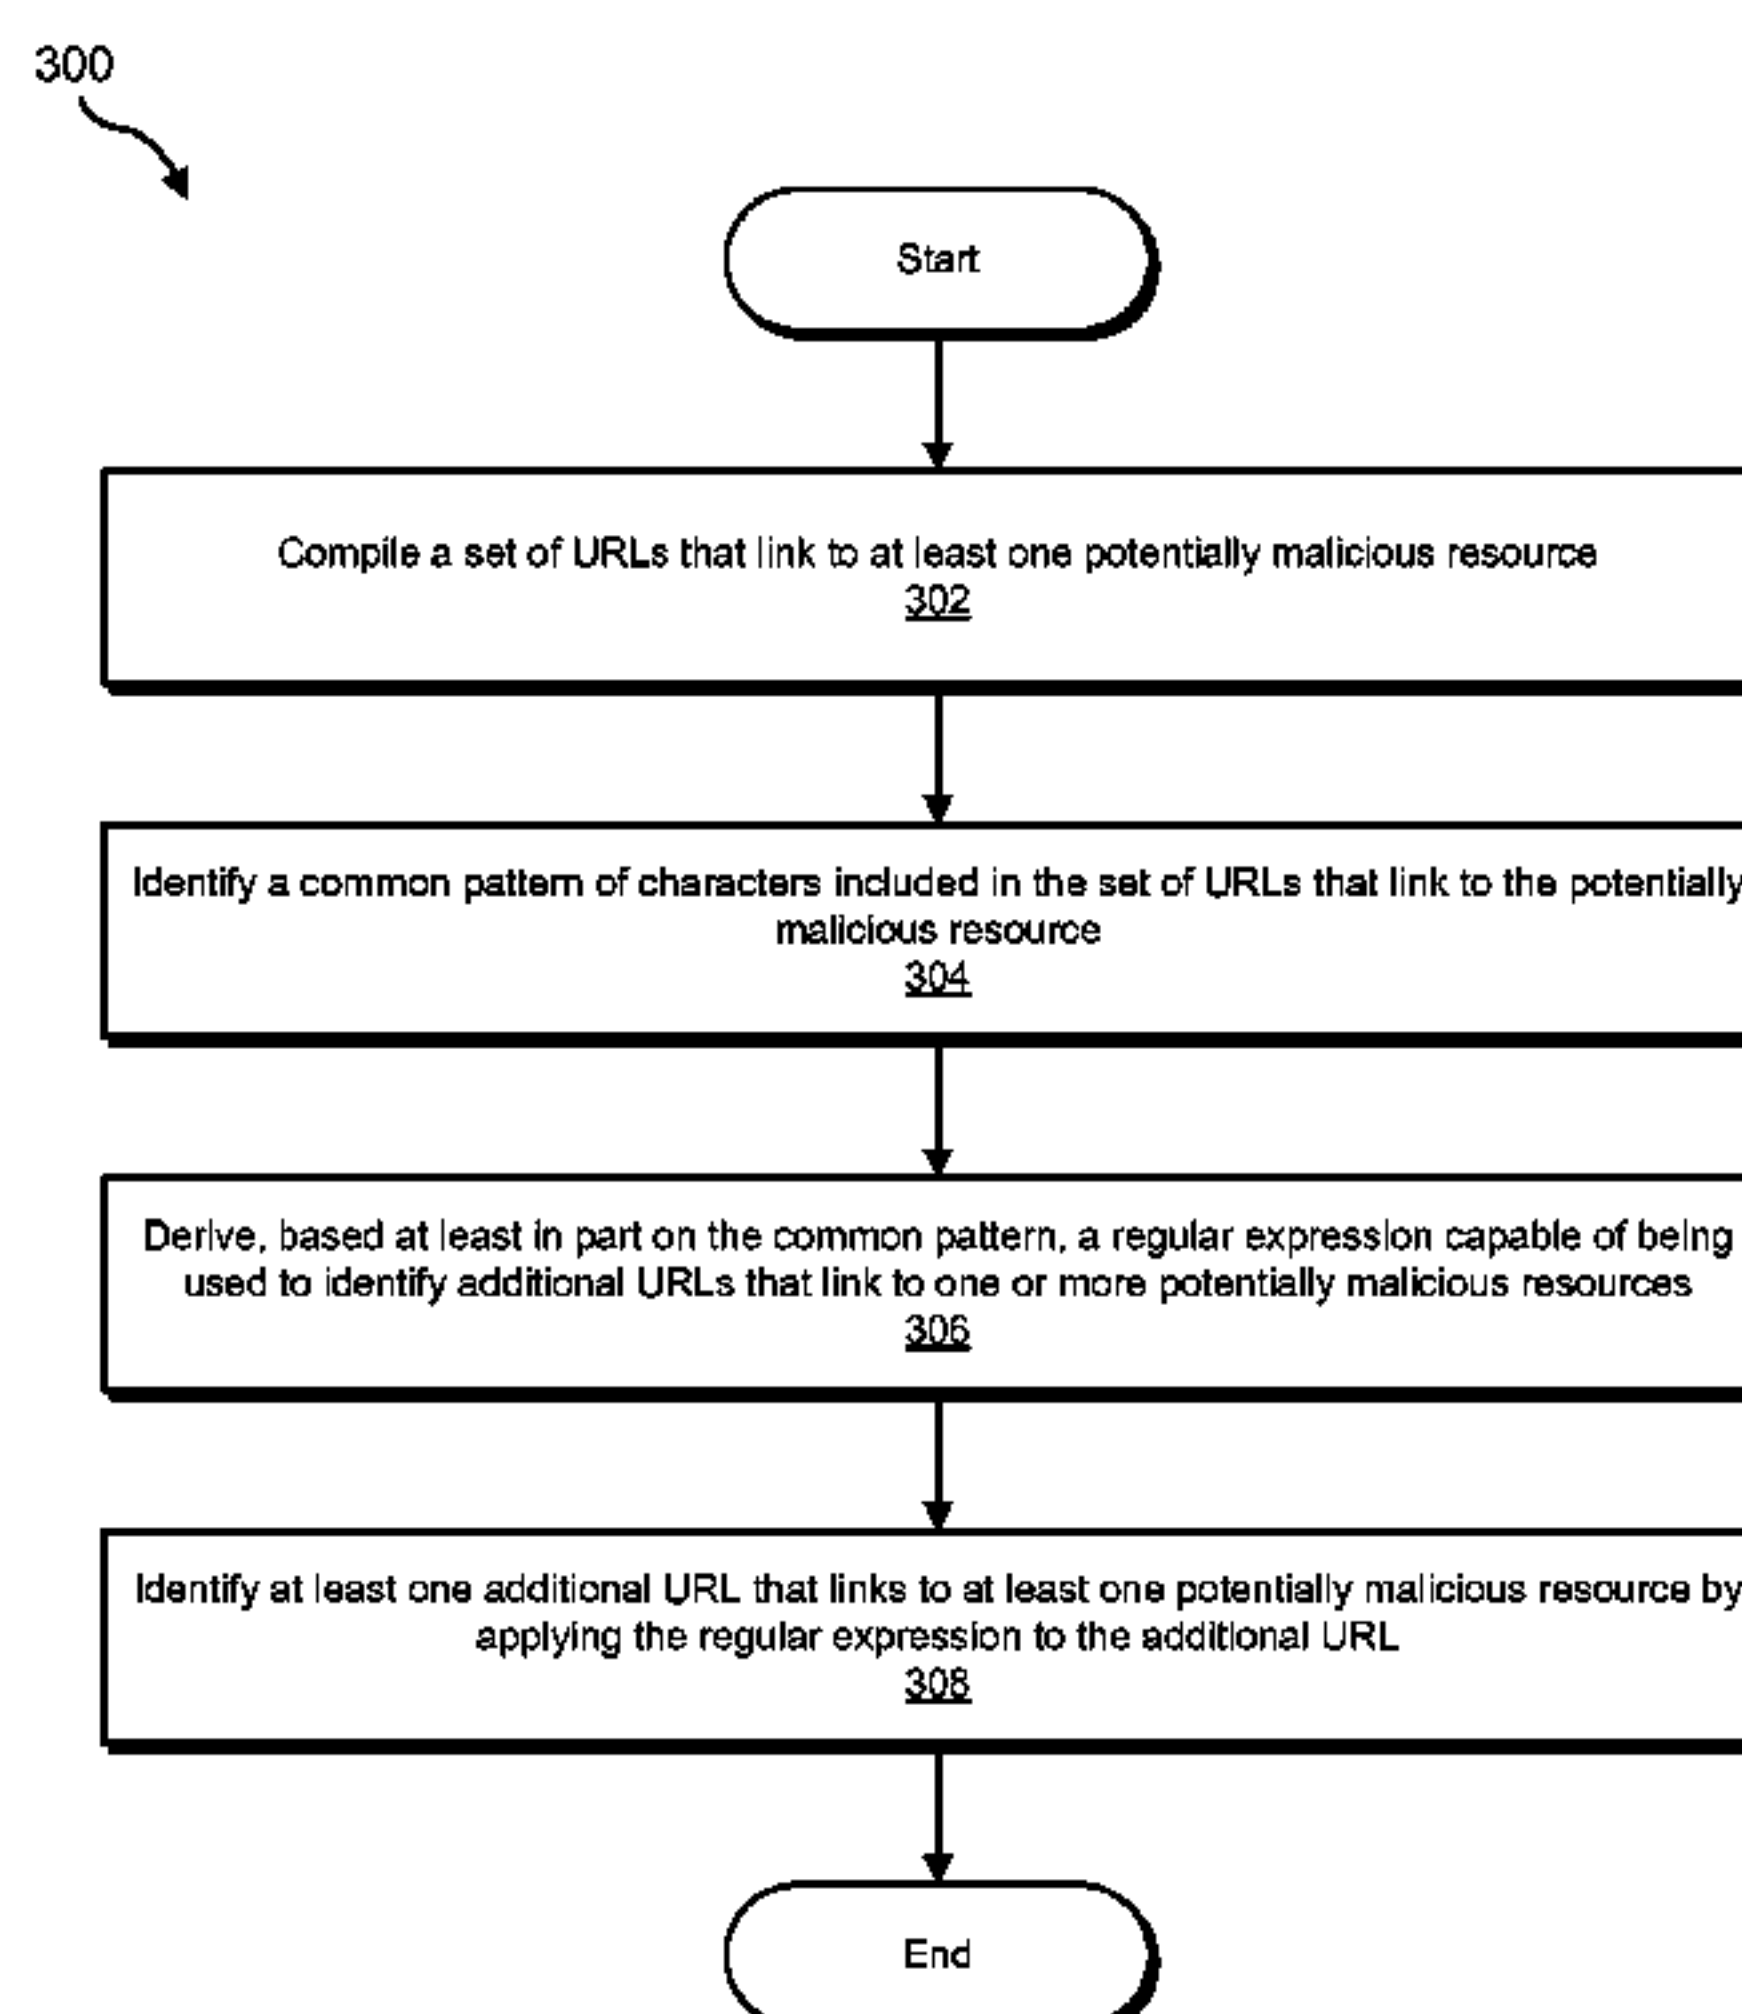 300
Start
Compile a set of URLs that link to at least one potentially malicious resource
302
Identify a common pattern of characters included in the set of URLs that link to the potentially
malicious resource
304
Derive, based at least in part on the common pattern, a regular expression capable of being
used to identify additional URLs that link to one or more potentially malicious resources
306
Identify at least one additional URL that links to at least one potentially malicious resource by
applying the regular expression to the additional URL
308
End